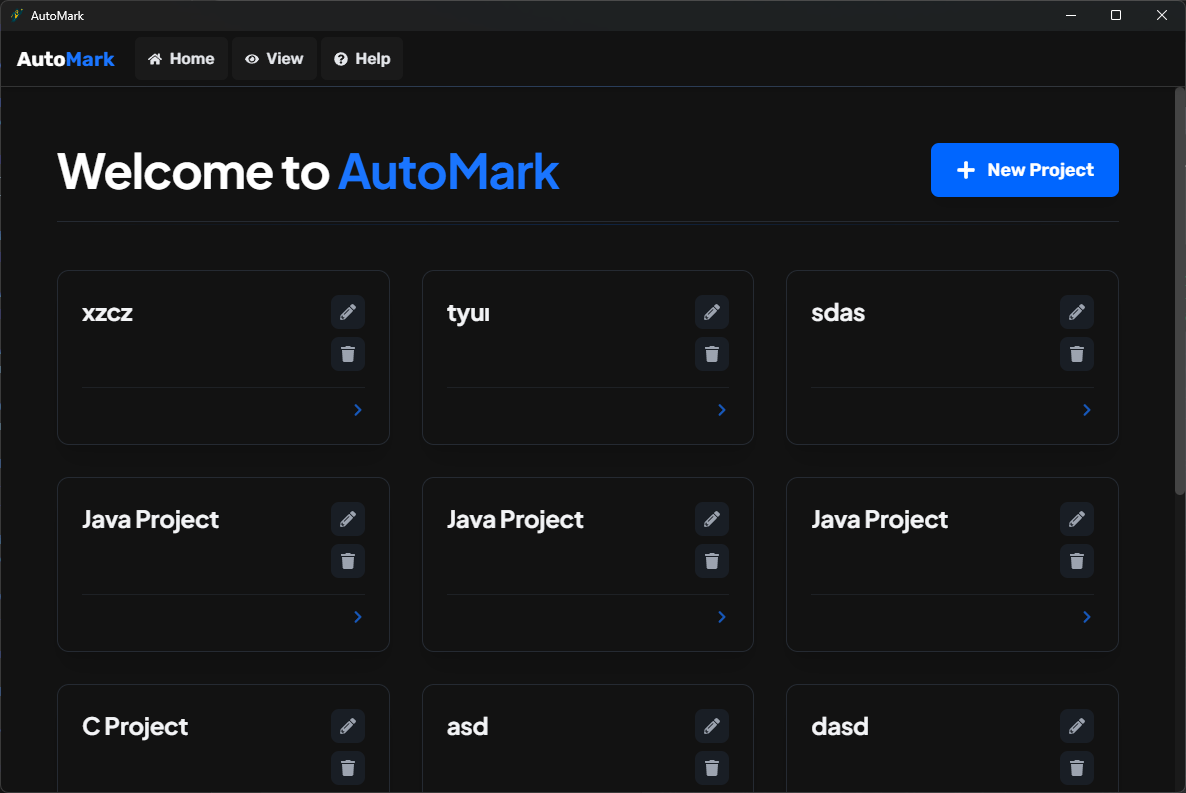 AutoMark
AutoMark Home View Help
Welcome to AutoMark
New Project
xzcz
tyuı
sdas
Java Project
Java Project
Java Project
C Project
asd
dasd